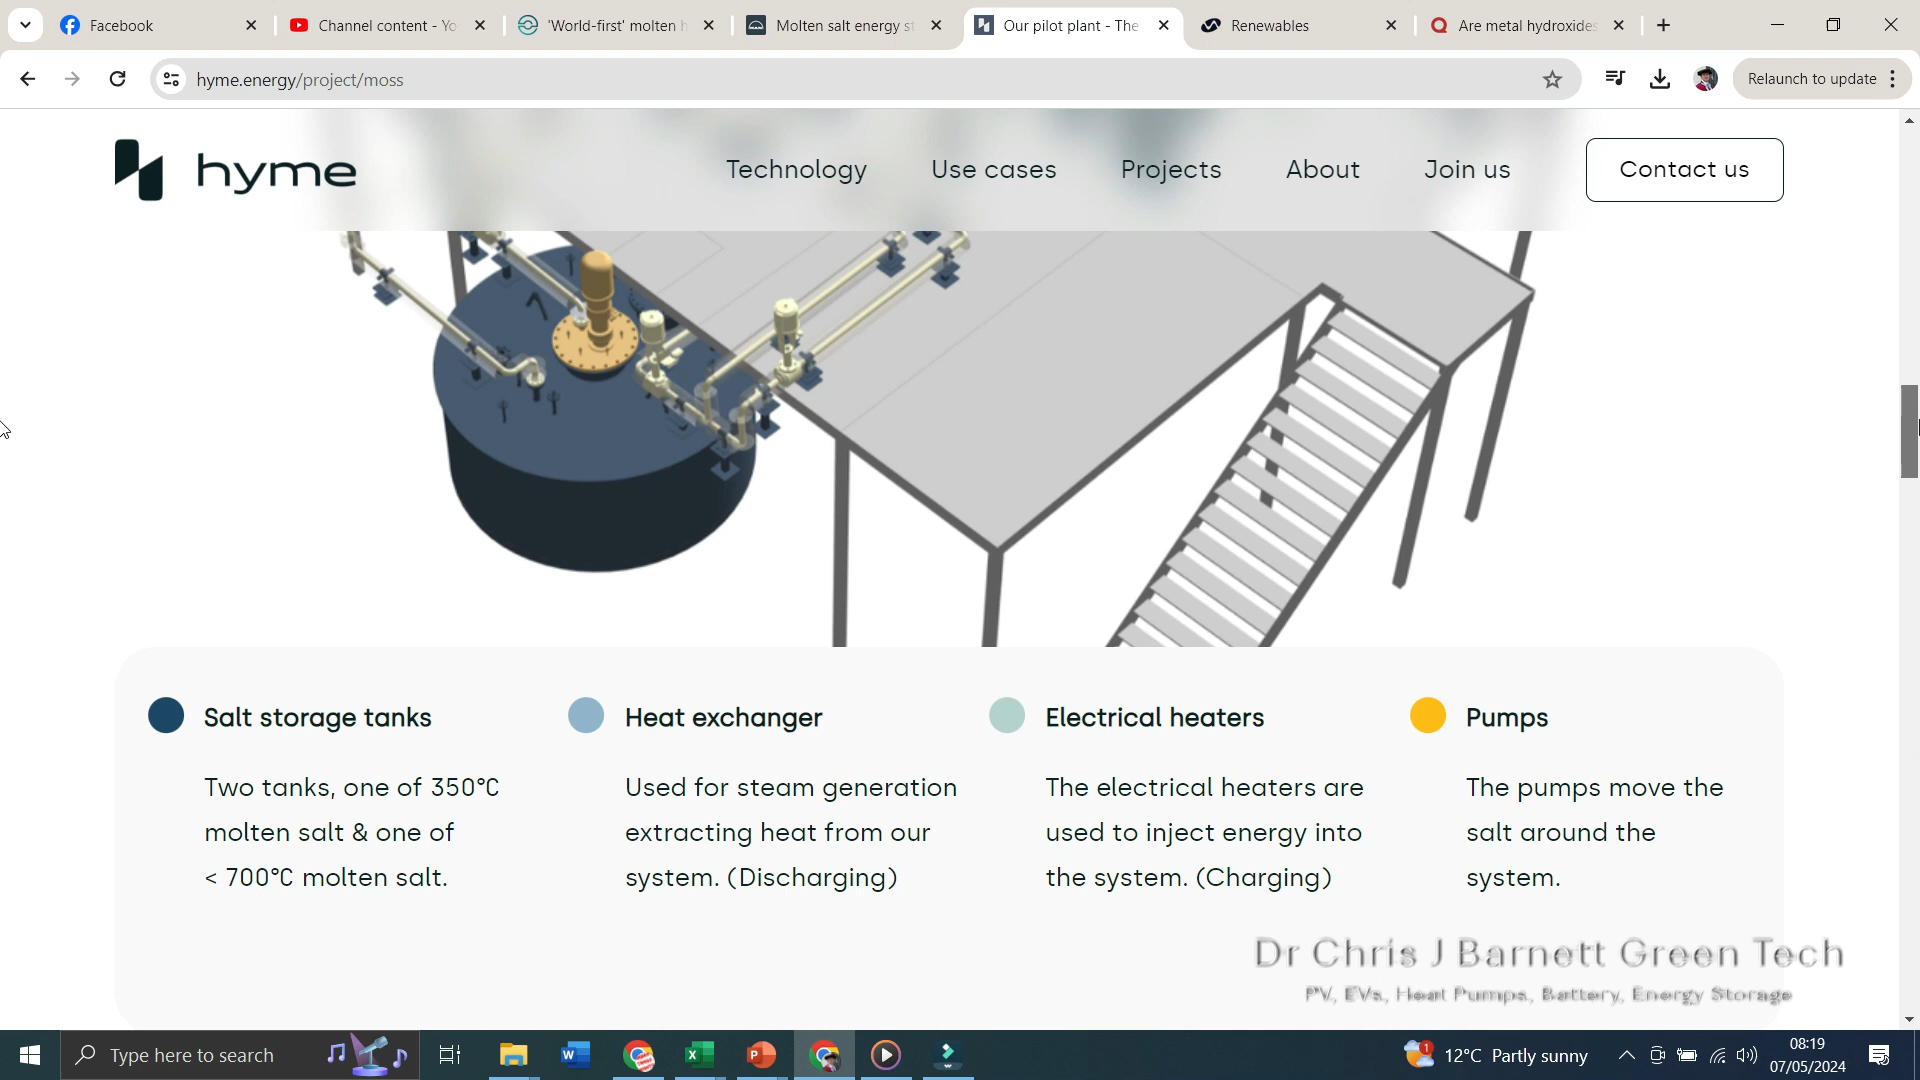 Facebook
Channel content - Yo
'World-first' molten h
Molten salt energy st
Our pilot plant - The
Renewables
Are metal hydroxides
hyme.energy/project/moss
Relaunch to update
hyme
Technology
Use cases
Projects
About
Join us
Contact us
Salt storage tanks
Two tanks, one of 350°C
molten salt & one of
< 700°C molten salt.
Heat exchanger
Used for steam generation
extracting heat from our
system. (Discharging)
Electrical heaters
The electrical heaters are
used to inject energy into
the system. (Charging)
Pumps
The pumps move the
salt around the
system.
Dr Chris J Barnett Green Tech
PV, EVs, Heat Pumps, Battery, Energy Storage
Type here to search
1
12°C Partly sunny
08:19
07/05/2024